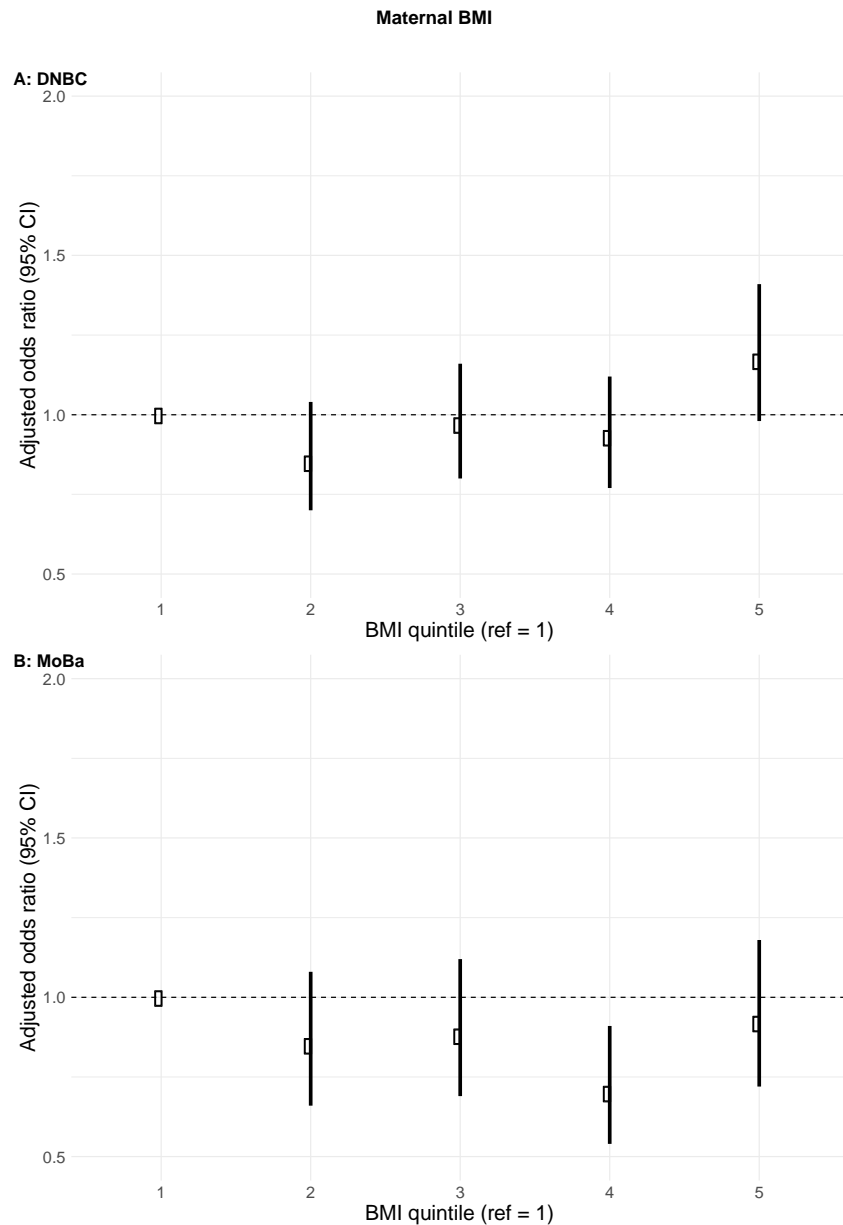 Maternal BMI
A: DNBC
2.0
1.5
1.0
0.5
Adjusted odds ratio (95% CI)
1 2 3 4 5
BMI quintile (ref = 1)
B: MoBa
2.0
1.5
1.0
0.5
Adjusted odds ratio (95% CI)
1 2 3 4 5
BMI quintile (ref = 1)